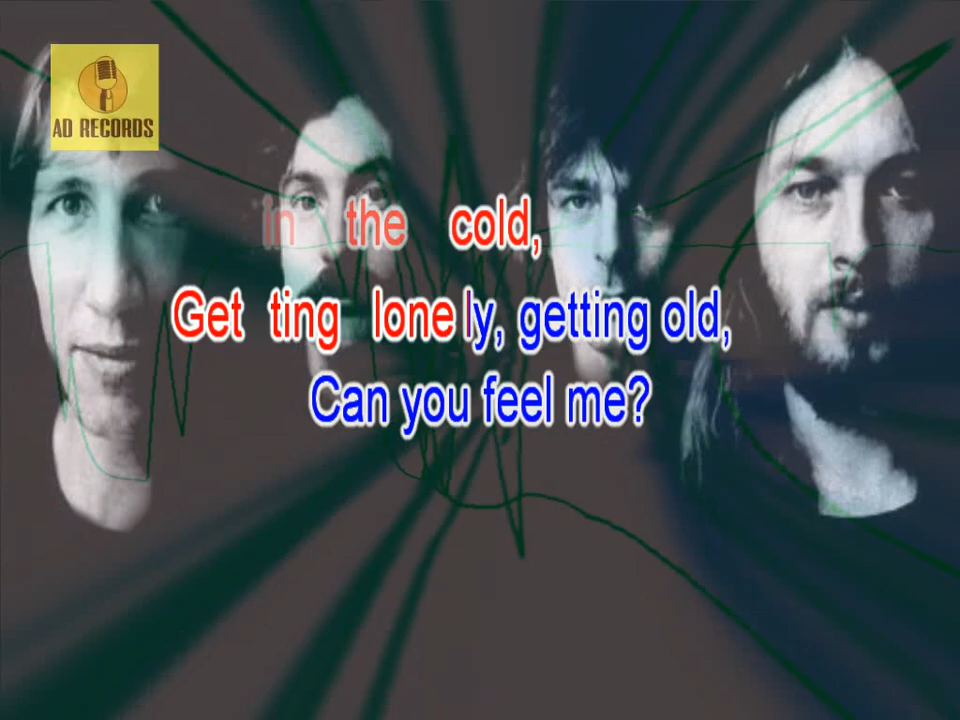 AD RECORDS
in the cold,
Get ting lone ly, getting old,
Can you feel me?